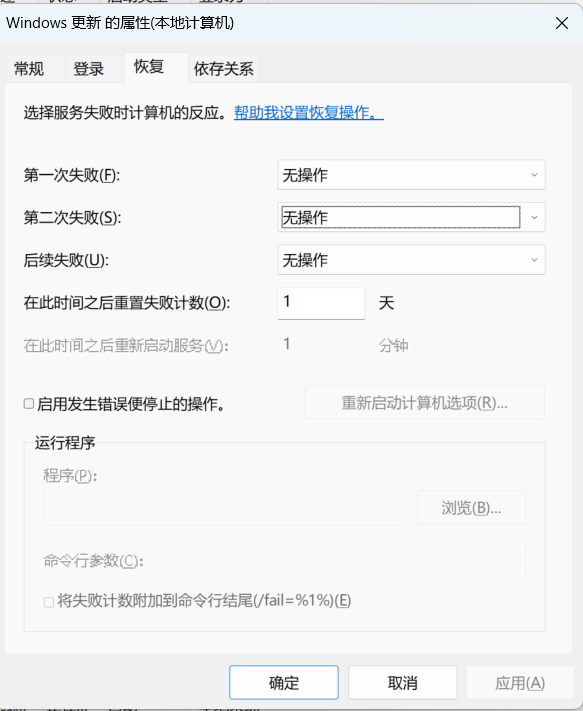 Windows 更新 的属性(本地计算机)
常规 登录 恢复 依存关系
选择服务失败时计算机的反应。帮助我设置恢复操作。
第一次失败(F): 无操作
第二次失败(S): 无操作
后续失败(U): 无操作
在此时间之后重置失败计数(O): 1 天
在此时间之后重新启动服务(V): 1 分钟
启用发生错误便停止的操作。 重新启动计算机选项(R)...
运行程序
程序(P):
浏览(B)...
命令行参数(C):
将失败计数附加到命令行结尾(/fail=%1%)(E)
确定 取消 应用(A)